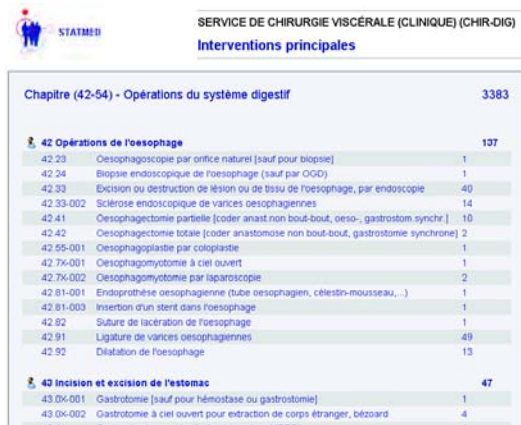 STATMED
SERVICE DE CHIRURGIE VISCÉRALE (CLINIQUE) (CHIR-DIG)
Interventions principales
Chapitre (42-54) - Opérations du système digestif 3383
42 Opérations de l'oesophage 137
42.23 Oesophagoscopie par orifice naturel [sauf pour biopsie] 1
42.24 Biopsie endoscopique de l'oesophage (sauf par OGD) 1
42.33 Excision ou destruction de lésion ou de tissu de l'oesophage, par endoscopie 40
42.33-002 Sclérose endoscopique de varices oesophagiennes 14
42.41 Oesophagectomie partielle [coder anast.non bout-bout, oeso-, gastrostom.synchr.] 10
42.42 Oesophagectomie totale [coder anastomose non bout-bout, gastrostomie synchrone] 2
42.55-001 Oesophagoplastie par coloplastie 1
42.7X-001 Oesophagomyotomie à ciel ouvert 1
42.7X-002 Oesophagomyotomie par laparoscopie 2
42.81-001 Endoprothèse oesophagienne (tube oesophagien, célestin-mousseau,...) 1
42.81-003 Insertion d'un stent dans l'oesophage 1
42.82 Suture de lacération de l'oesophage 1
42.91 Ligature de varices oesophagiennes 49
42.92 Dilatation de l'oesophage 13
43 Incision et excision de l'estomac 47
43.0X-001 Gastrotomie [sauf pour hémostase ou gastrostomie] 1
43.0X-002 Gastrotomie à ciel ouvert pour extraction de corps étranger, bézoard 4